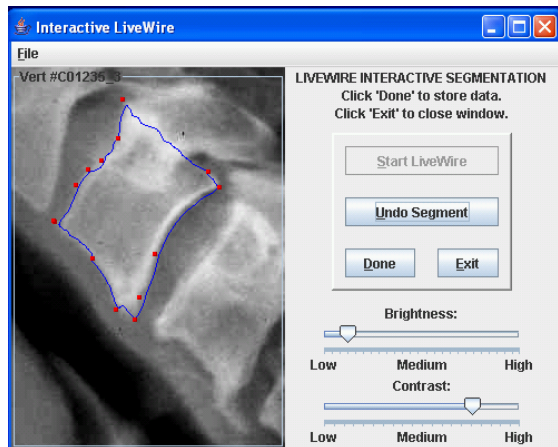 Interactive LiveWire
File
Vert #C01235_3
LIVEWIRE INTERACTIVE SEGMENTATION
Click 'Done' to store data.
Click 'Exit' to close window.
Start LiveWire
Undo Segment
Done Exit
Brightness:
Low Medium High
Contrast:
Low Medium High